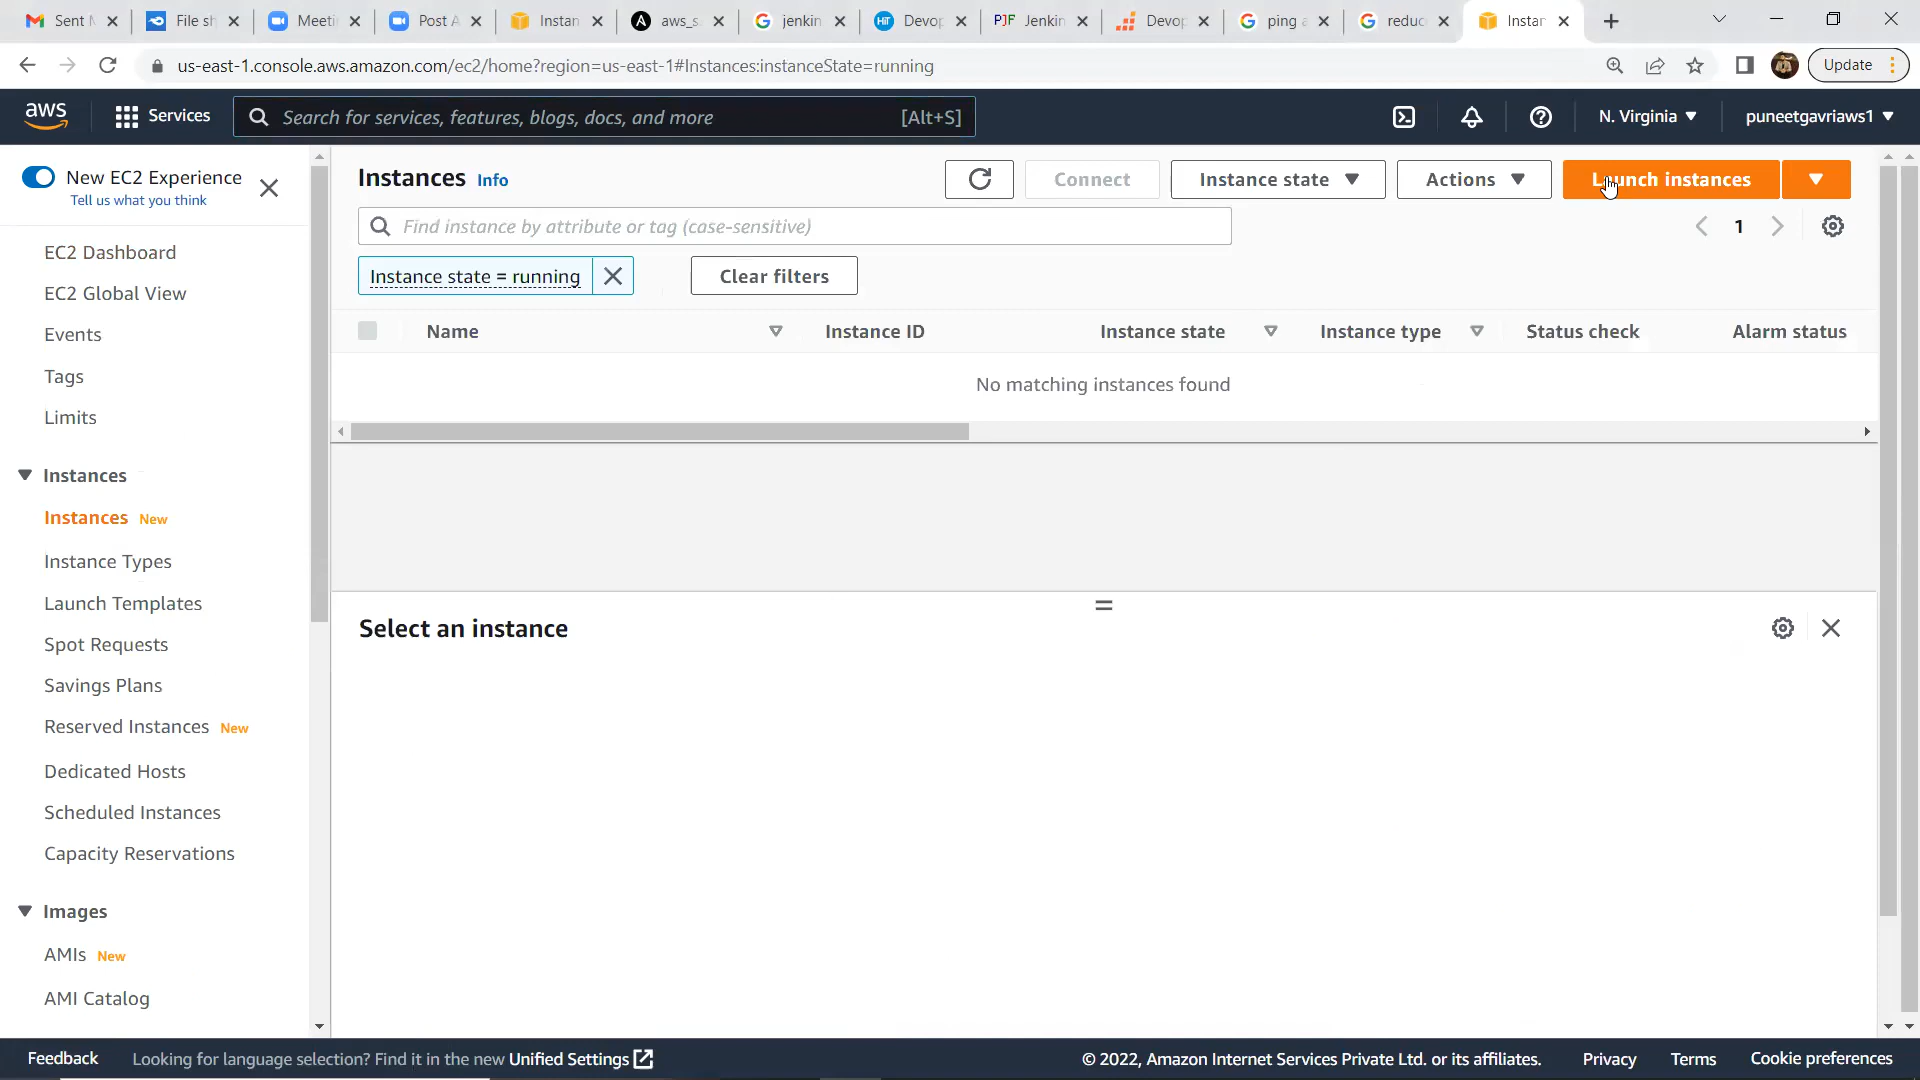 Sent M
File sh
Meetin
Post A
Instan
aws_s
jenkin
Devop
Jenkin
Devop
ping a
reduc
Instan
us-east-1.console.aws.amazon.com/ec2/home?region=us-east-1#Instances:instanceState=running
Update
aws
Services
Search for services, features, blogs, docs, and more
[Alt+S]
N. Virginia
puneetgavriaws1
New EC2 Experience
Tell us what you think
EC2 Dashboard
EC2 Global View
Events
Tags
Limits
Instances
Instances New
Instance Types
Launch Templates
Spot Requests
Savings Plans
Reserved Instances New
Dedicated Hosts
Scheduled Instances
Capacity Reservations
Images
AMIs New
AMI Catalog
Instances Info
Connect
Instance state
Actions
Launch instances
Find instance by attribute or tag (case-sensitive)
1
Instance state = running
Clear filters
Name
Instance ID
Instance state
Instance type
Status check
Alarm status
No matching instances found
Select an instance
Feedback
Looking for language selection? Find it in the new Unified Settings
© 2022, Amazon Internet Services Private Ltd. or its affiliates.
Privacy
Terms
Cookie preferences